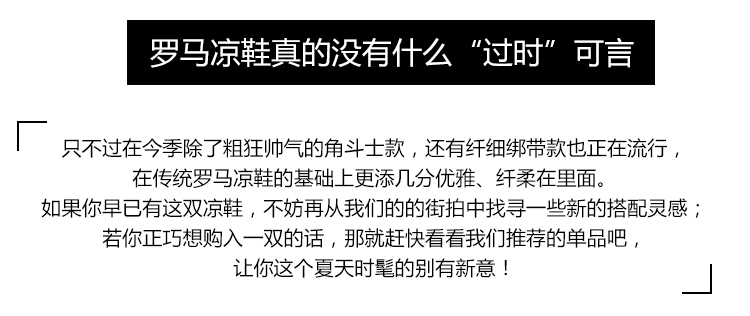 罗马凉鞋真的没有什么“过时”可言
只不过在今季除了粗狂帅气的角斗士款，还有纤细绑带款也正在流行，
在传统罗马凉鞋的基础上更添几分优雅、纤柔在里面。
如果你早已有这双凉鞋，不妨再从我们的的街拍中找寻一些新的搭配灵感；
若你正巧想购入一双的话，那就赶快看看我们推荐的单品吧，
让你这个夏天时髦的别有新意！